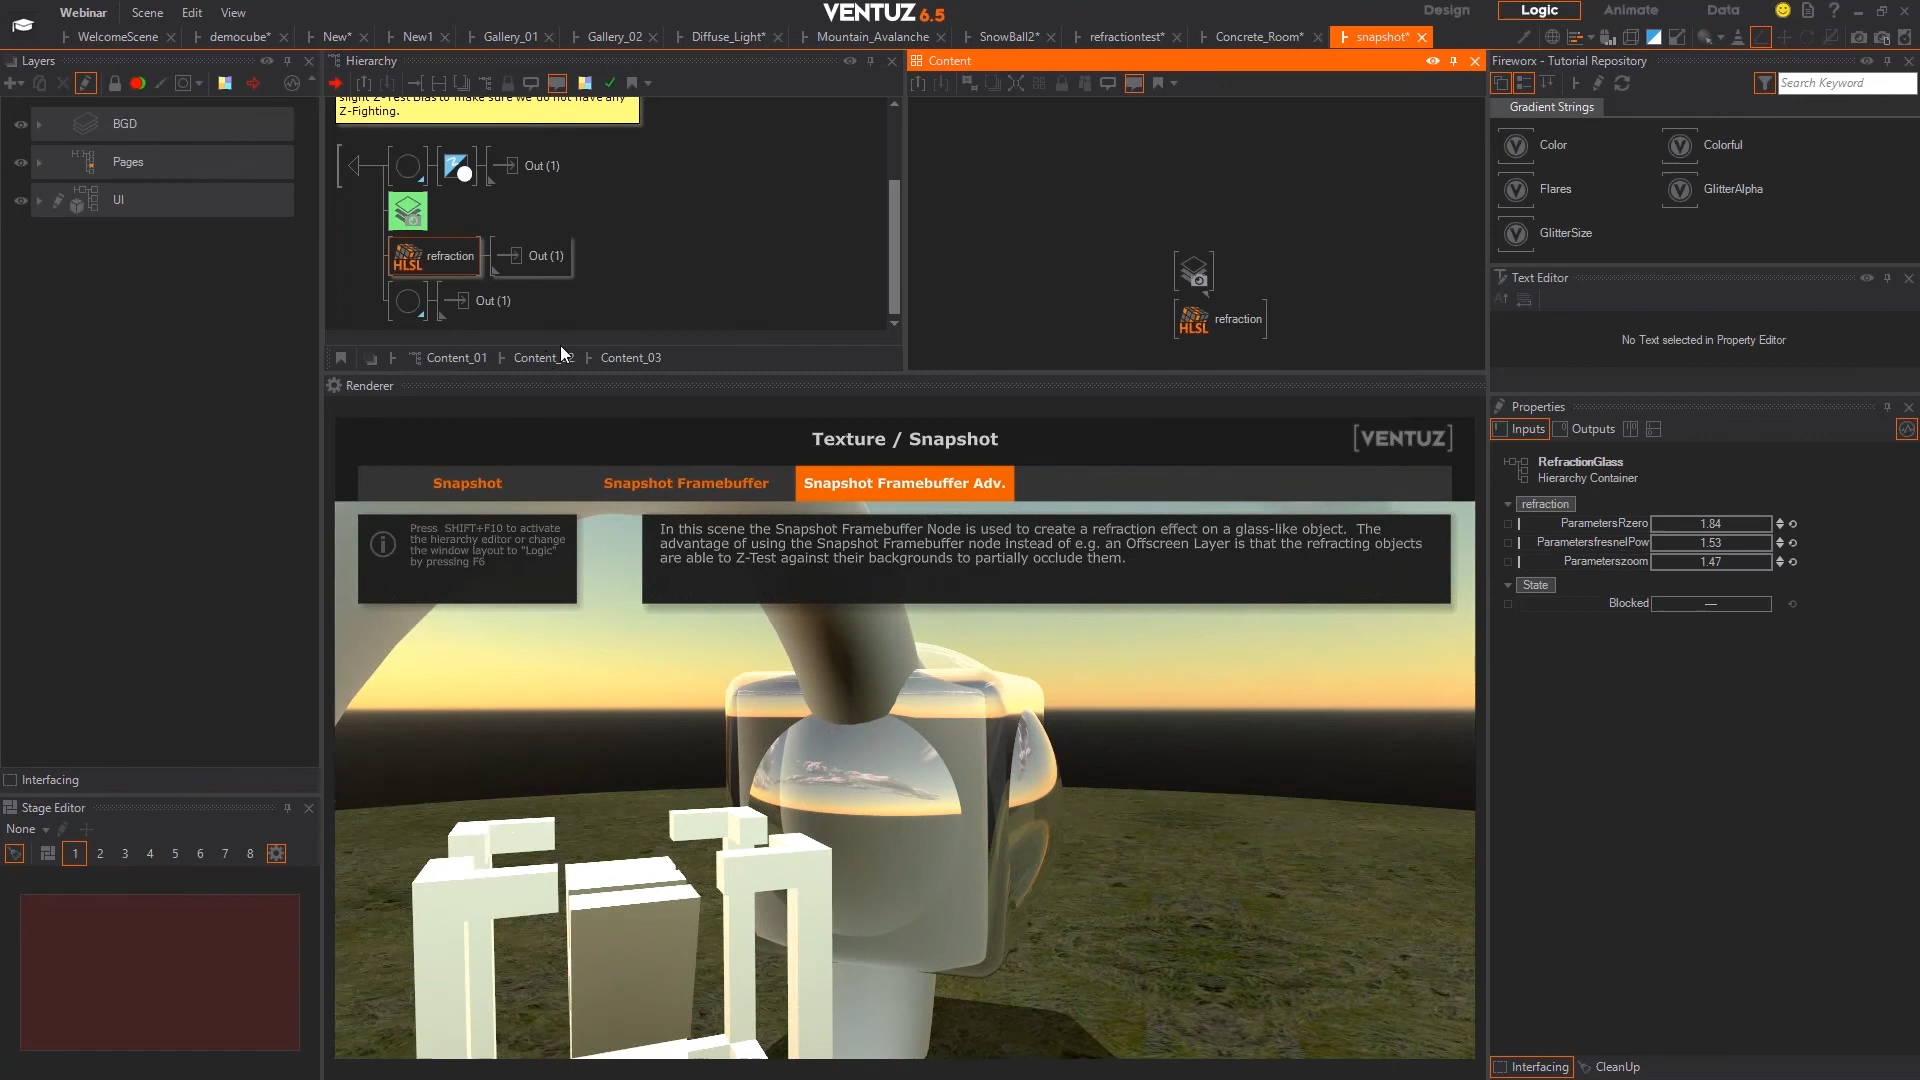 Webinar Scene Edit View
VENTUZ 6.5
Design Logic Animate Data
WelcomeScene democube* New* New1 Gallery_01 Gallery_02 Diffuse_Light* Mountain_Avalanche SnowBall2* refractiontest* Concrete_Room* snapshot*
Layers
BGD
Pages
UI
Interfacing
Stage Editor
None
1 2 3 4 5 6 7 8
Hierarchy
Z-Fighting.
Out (1)
HLSL refraction Out (1)
Out (1)
Content_01 Content_ 2 Content_03
Content
HLSL refraction
Renderer
Texture / Snapshot
[VENTUZ]
Snapshot Snapshot Framebuffer Snapshot Framebuffer Adv.
Press SHIFT+F10 to activate
the hierarchy editor or change
the window layout to "Logic"
by pressing F6
In this scene the Snapshot Framebuffer Node is used to create a refraction effect on a glass-like object. The
advantage of using the Snapshot Framebuffer node instead of e.g. an Offscreen Layer is that the refracting objects
are able to Z-Test against their backgrounds to partially occlude them.
Fireworx - Tutorial Repository
Search Keyword
Gradient Strings
Color Colorful
Flares GlitterAlpha
GlitterSize
Text Editor
No Text selected in Property Editor
Properties
Inputs Outputs
RefractionGlass
Hierarchy Container
refraction
ParametersRzero 1.84
ParametersfresnelPow 1.53
Parameterszoom 1.47
State
Blocked —
Interfacing CleanUp